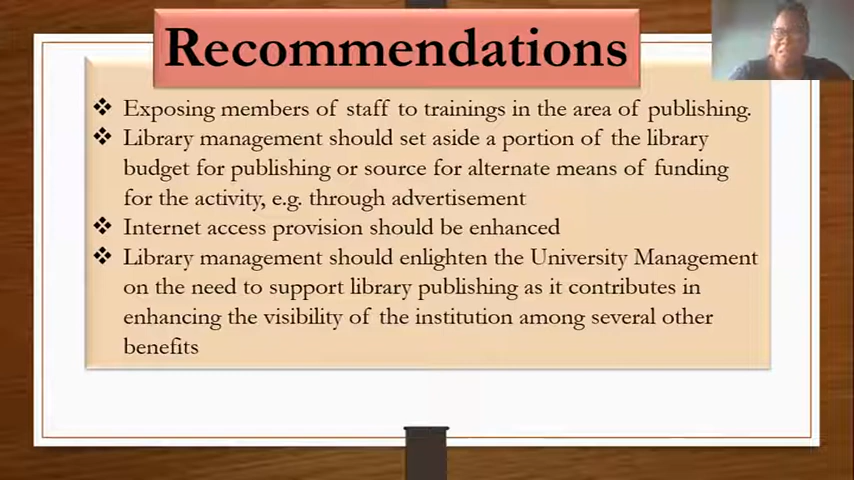 Recommendations
❖ Exposing members of staff to trainings in the area of publishing.
❖ Library management should set aside a portion of the library
budget for publishing or source for alternate means of funding
for the activity, e.g. through advertisement
❖ Internet access provision should be enhanced
❖ Library management should enlighten the University Management
on the need to support library publishing as it contributes in
enhancing the visibility of the institution among several other
benefits